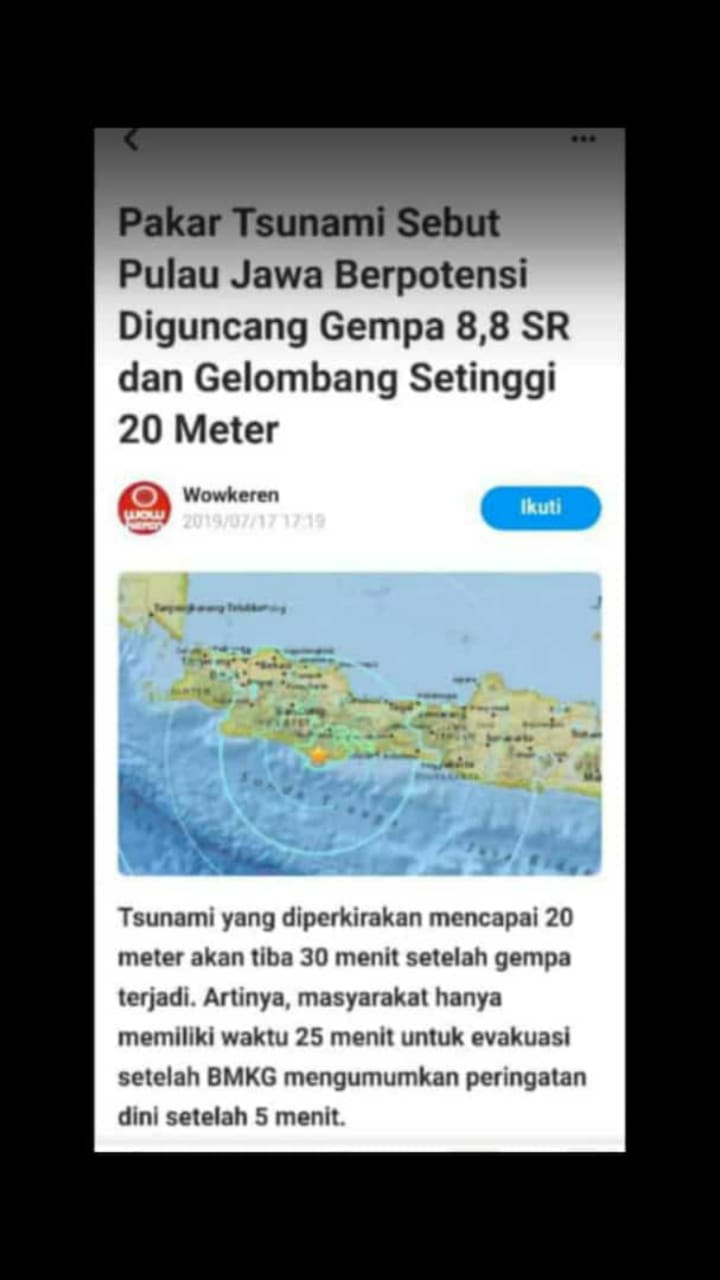 Pakar Tsunami Sebut
Pulau Jawa Berpotensi
Diguncang Gempa 8,8 SR
dan Gelombang Setinggi
20 Meter
Wowkeren
2019/07/17 17:19
Ikuti
Tsunami yang diperkirakan mencapai 20
meter akan tiba 30 menit setelah gempa
terjadi. Artinya, masyarakat hanya
memiliki waktu 25 menit untuk evakuasi
setelah BMKG mengumumkan peringatan
dini setelah 5 menit.